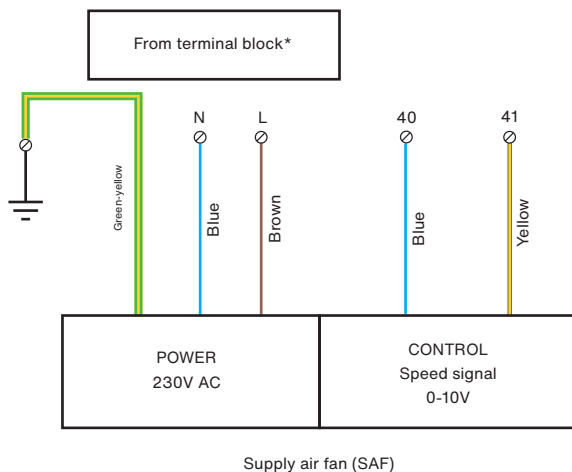 From terminal block*
N
L
40
41
Green-yellow
Blue
Brown
Blue
Yellow
POWER
230V AC
CONTROL
Speed signal
0-10V
Supply air fan (SAF)